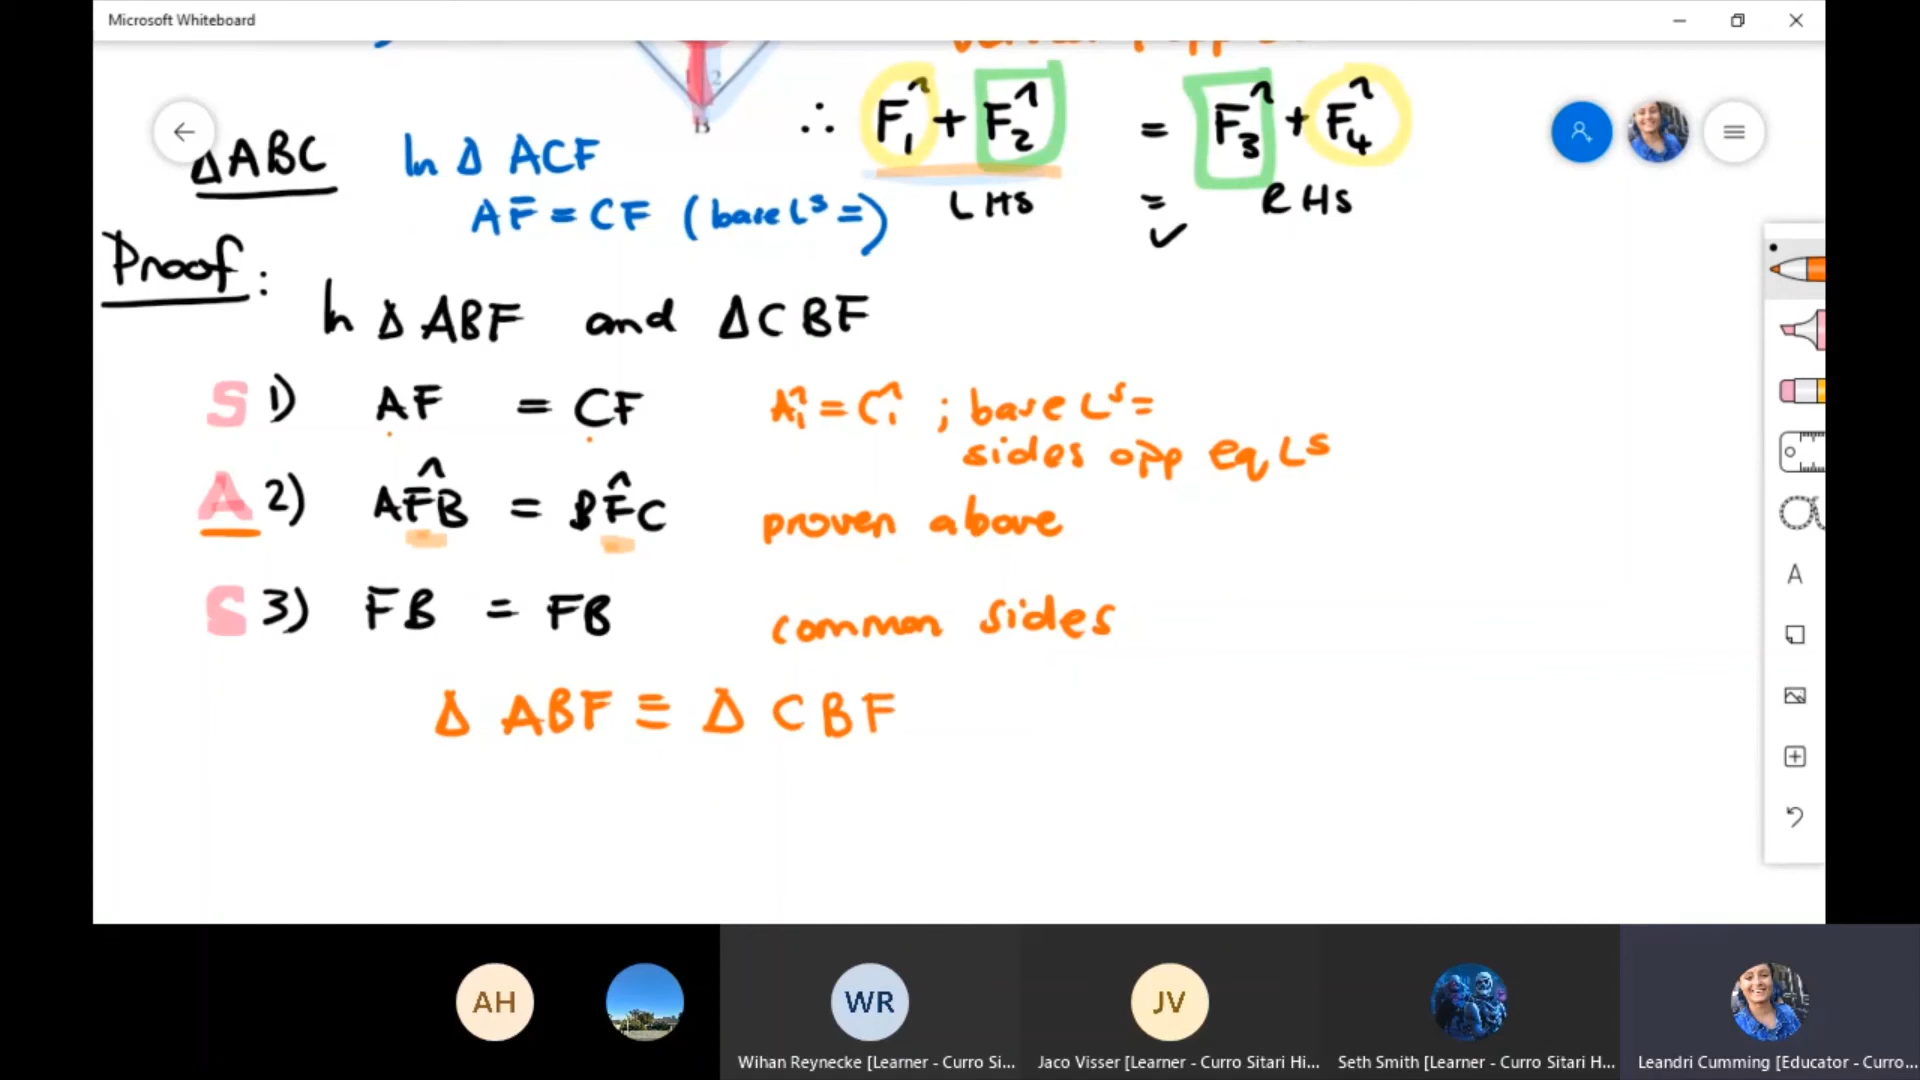 Microsoft Whiteboard
1 2
B
∴ F̂₁ + F̂₂ = F̂₃ + F̂₄
LHS = RHS
✓
ΔABC
In Δ ACF
AF = CF (base ∠s =)
Proof:
In Δ ABF and ΔCBF
S 1) AF = CF Â₁ = Ĉ₁ ; base ∠s =
sides opp eq ∠s
A 2) AF̂B = BF̂C proven above
S 3) FB = FB common sides
Δ ABF ≡ Δ CBF
A
AH
WR
JV
Wihan Reynecke [Learner - Curro Si...
Jaco Visser [Learner - Curro Sitari Hi...
Seth Smith [Learner - Curro Sitari H...
Leandri Cumming [Educator - Curro...